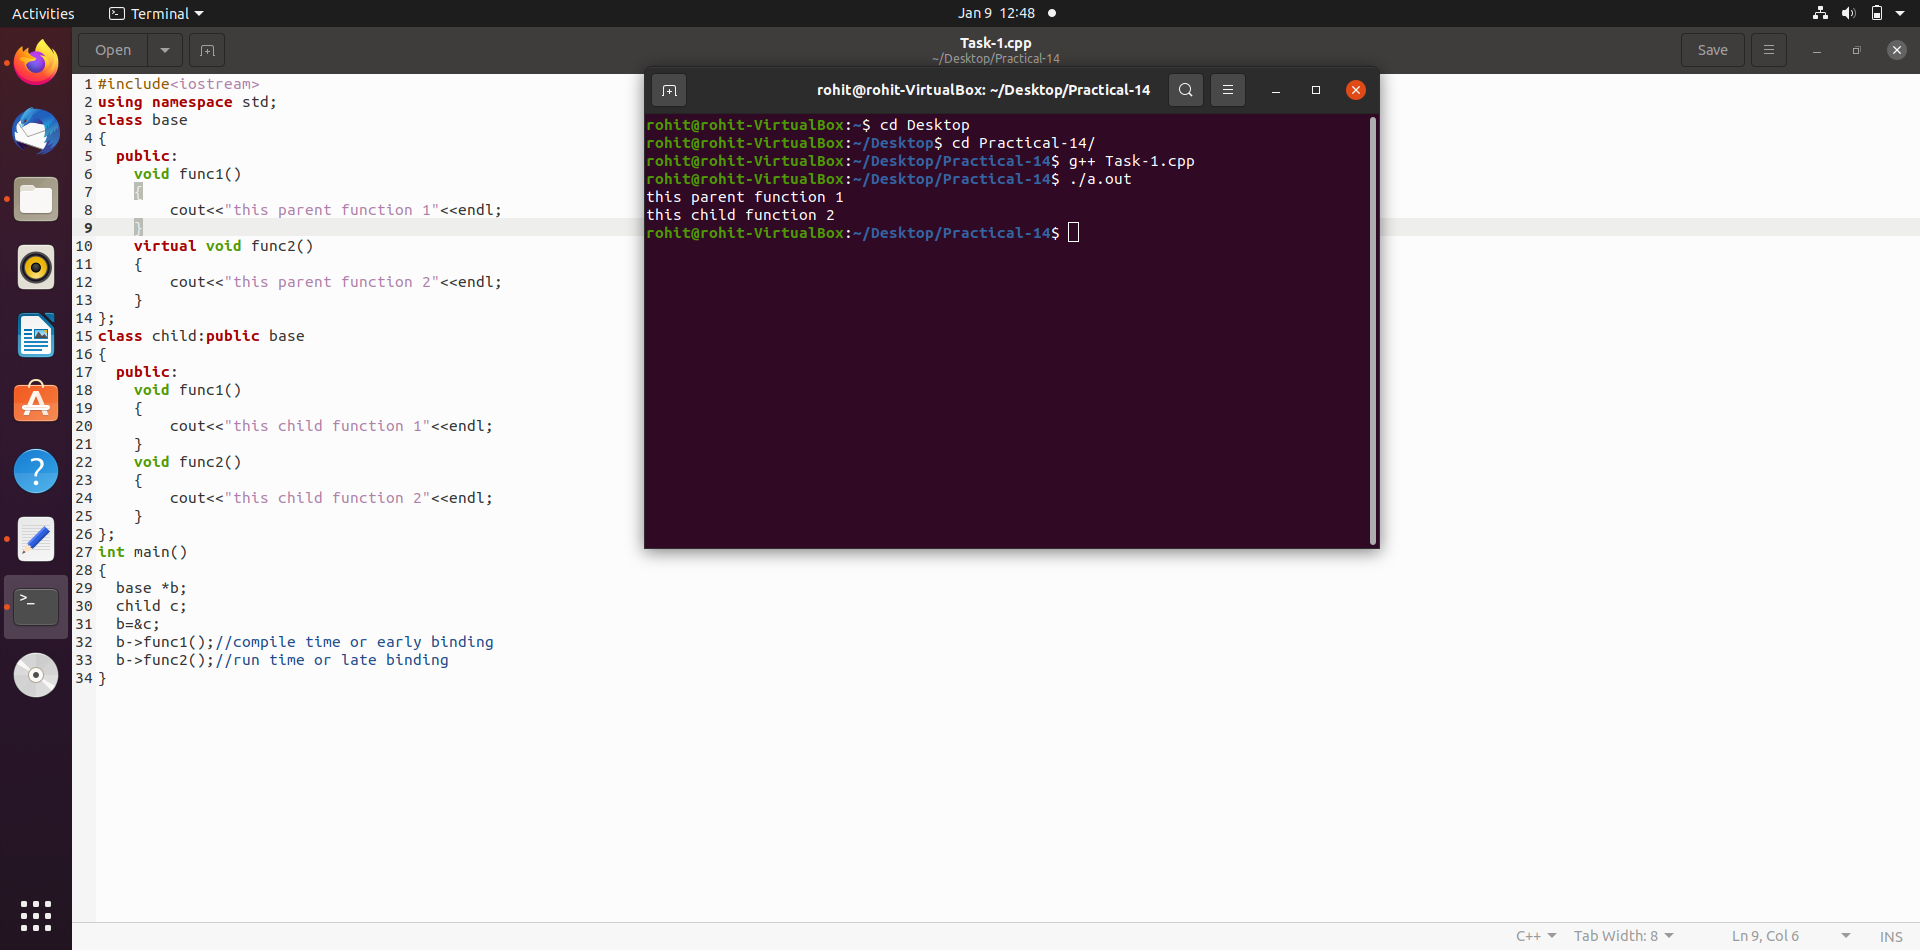 Activities Terminal Jan 9 12:48
Open Task-1.cpp Save
~/Desktop/Practical-14
1 #include<iostream>
2 using namespace std;
3 class base
4 {
5 public:
6 void func1()
7 {
8 cout<<"this parent function 1"<<endl;
9 }
10 virtual void func2()
11 {
12 cout<<"this parent function 2"<<endl;
13 }
14 };
15 class child:public base
16 {
17 public:
18 void func1()
19 {
20 cout<<"this child function 1"<<endl;
21 }
22 void func2()
23 {
24 cout<<"this child function 2"<<endl;
25 }
26 };
27 int main()
28 {
29 base *b;
30 child c;
31 b=&c;
32 b->func1();//compile time or early binding
33 b->func2();//run time or late binding
34 }
rohit@rohit-VirtualBox: ~/Desktop/Practical-14
rohit@rohit-VirtualBox:~$ cd Desktop
rohit@rohit-VirtualBox:~/Desktop$ cd Practical-14/
rohit@rohit-VirtualBox:~/Desktop/Practical-14$ g++ Task-1.cpp
rohit@rohit-VirtualBox:~/Desktop/Practical-14$ ./a.out
this parent function 1
this child function 2
rohit@rohit-VirtualBox:~/Desktop/Practical-14$
C++ Tab Width: 8 Ln 9, Col 6 INS